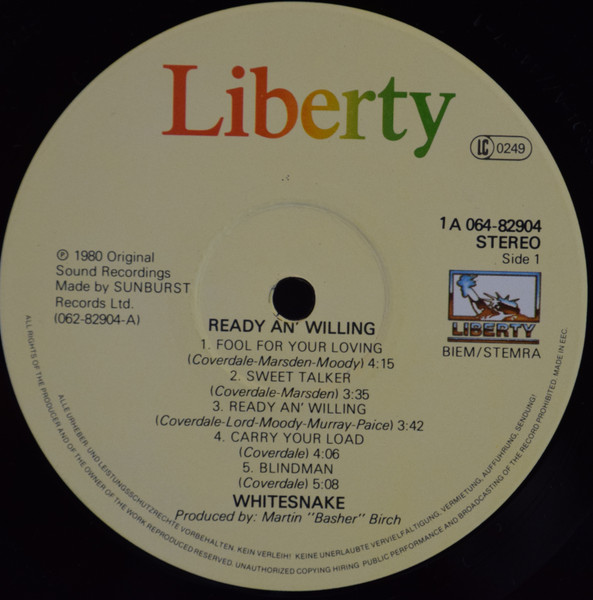 Liberty
LC 0249
1A 064-82904
STEREO
Side 1
℗ 1980 Original
Sound Recordings
Made by SUNBURST
Records Ltd.
(062-82904-A)
LIBERTY
BIEM/STEMRA
READY AN' WILLING
1. FOOL FOR YOUR LOVING
(Coverdale-Marsden-Moody) 4:15
2. SWEET TALKER
(Coverdale-Marsden) 3:35
3. READY AN' WILLING
(Coverdale-Lord-Moody-Murray-Paice) 3:42
4. CARRY YOUR LOAD
(Coverdale) 4:06
5. BLINDMAN
(Coverdale) 5:08
WHITESNAKE
Produced by: Martin "Basher" Birch
ALLE URHEBER- UND LEISTUNGSSCHUTZRECHTE VORBEHALTEN. KEIN VERLEIH! KEINE UNERLAUBTE VERVIELFÄLTIGUNG, VERMIETUNG, AUFFÜHRUNG, SENDUNG!
ALL RIGHTS OF THE PRODUCER AND OF THE OWNER OF THE WORK REPRODUCED RESERVED. UNAUTHORIZED COPYING HIRING. PUBLIC PERFORMANCE AND BROADCASTING OF THE RECORD PROHIBITED. MADE IN EEC.